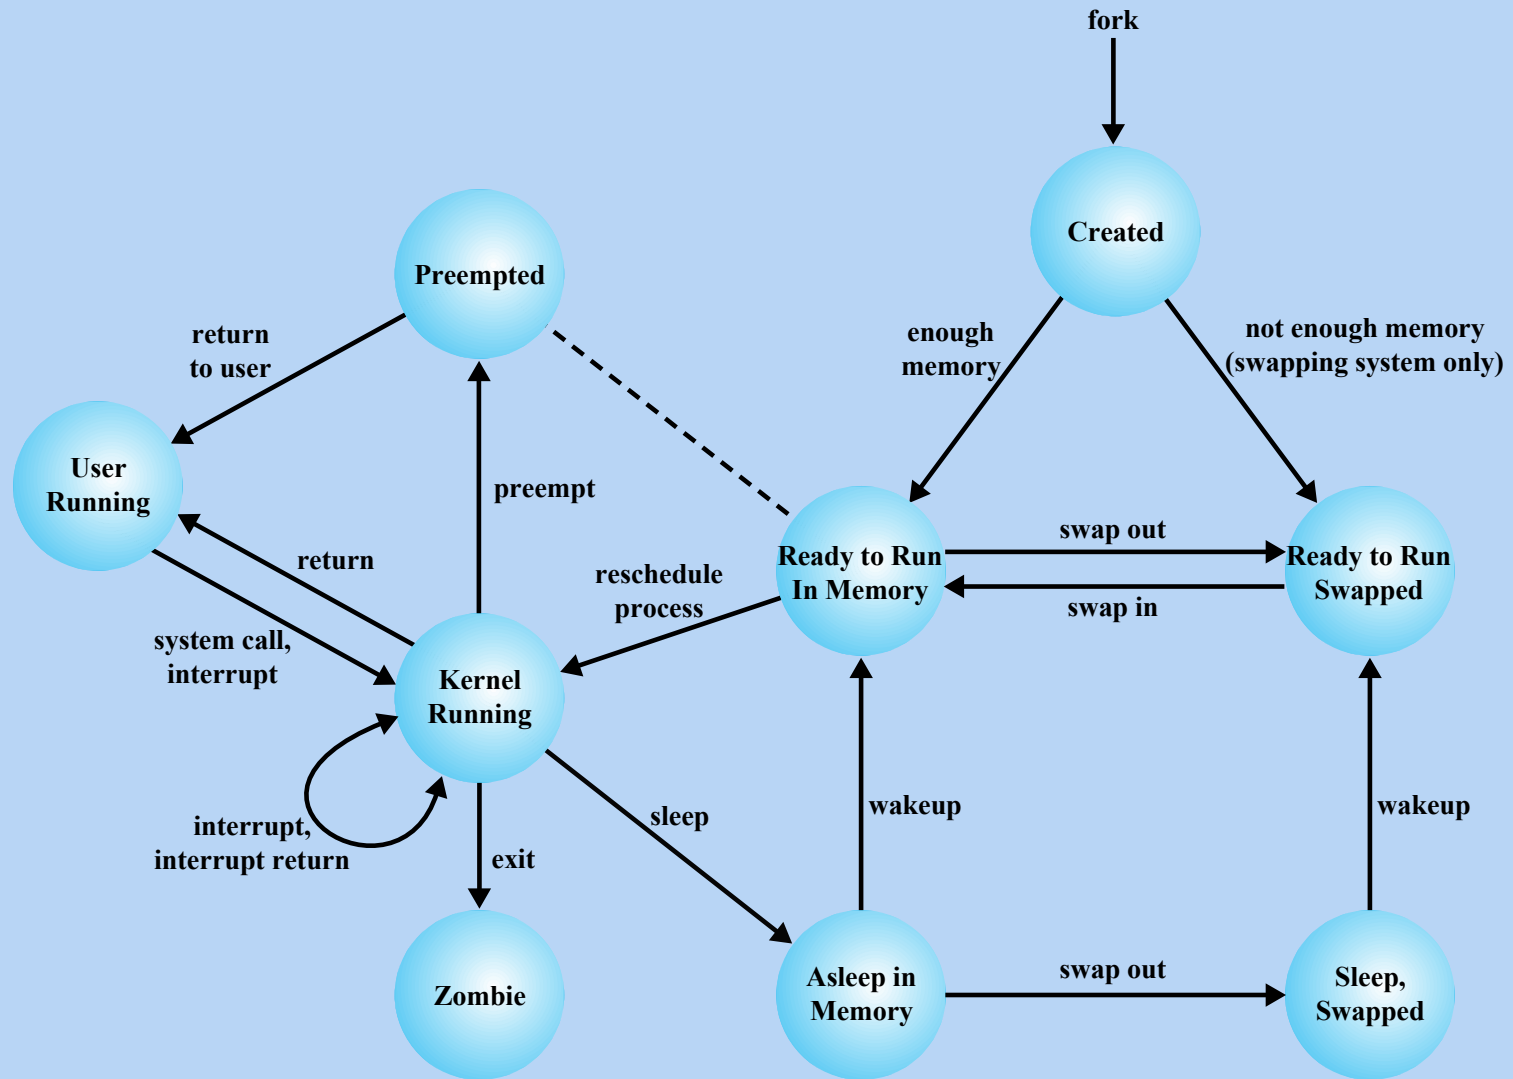 fork
Created
Preempted
return
to user
enough
memory
not enough memory
(swapping system only)
User
Running
preempt
return
reschedule
process
Ready to Run
In Memory
swap out
swap in
Ready to Run
Swapped
system call,
interrupt
Kernel
Running
interrupt,
interrupt return
sleep
wakeup
wakeup
exit
Zombie
Asleep in
Memory
swap out
Sleep,
Swapped